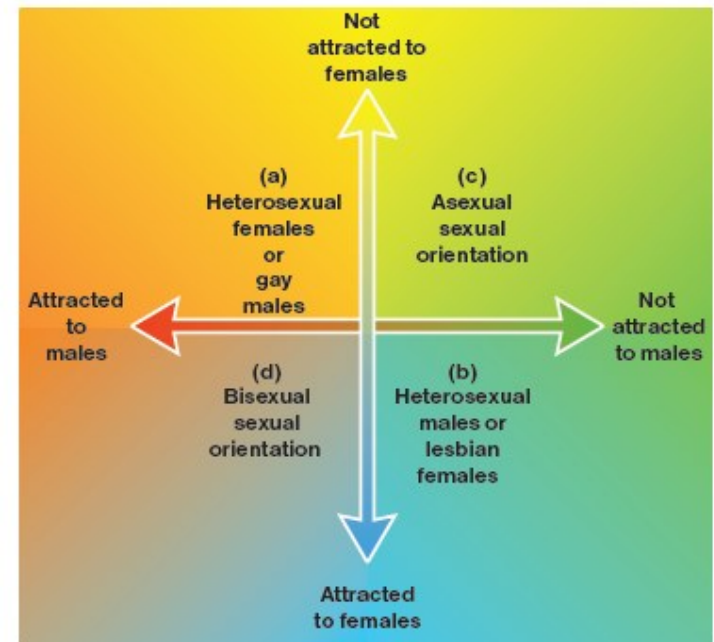 Not
attracted to
females
(a)
Heterosexual
females
or
gay
males
(c)
Asexual
sexual
orientation
Attracted
to
males
Not
attracted
to males
(d)
Bisexual
sexual
orientation
(b)
Heterosexual
males or
lesbian
females
Attracted
to females